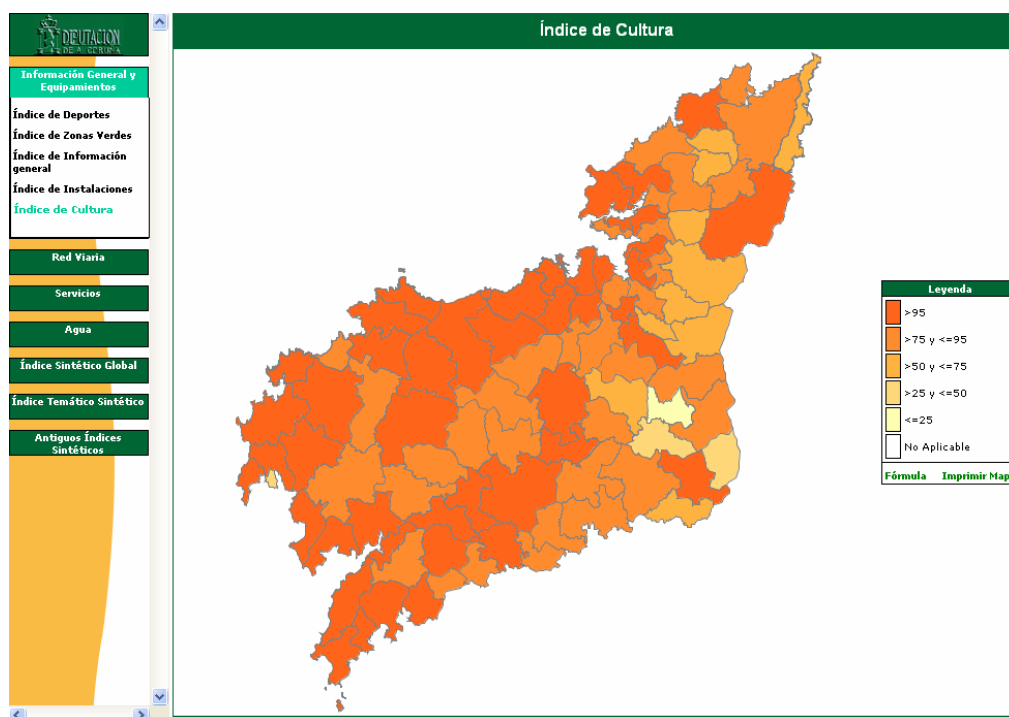 DEPUTACION
DE A CORUÑA
Información General y
Equipamientos
Índice de Deportes
Índice de Zonas Verdes
Índice de Información
general
Índice de Instalaciones
Índice de Cultura
Red Viaria
Servicios
Agua
Índice Sintético Global
Índice Temático Sintético
Antiguos Índices
Sintéticos
Índice de Cultura
Leyenda
>95
>75 y <=95
>50 y <=75
>25 y <=50
<=25
No Aplicable
Fórmula Imprimir Map